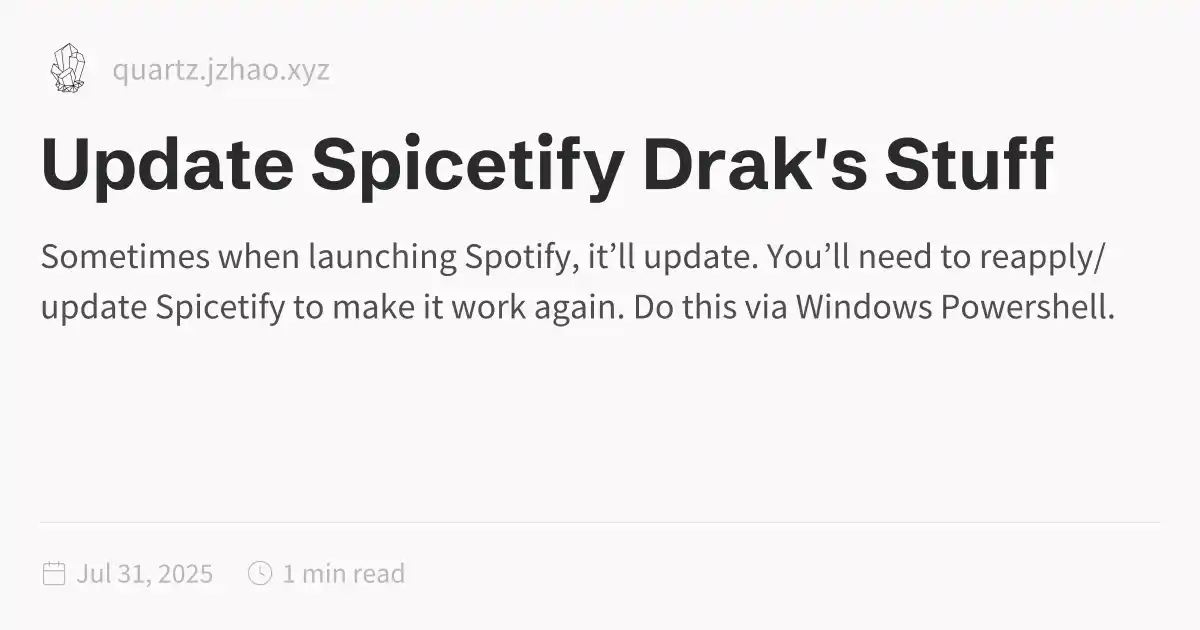 quartz.jzhao.xyz
Update Spicetify Drak's Stuff
Sometimes when launching Spotify, it’ll update. You’ll need to reapply/
update Spicetify to make it work again. Do this via Windows Powershell.
Jul 31, 2025 1 min read